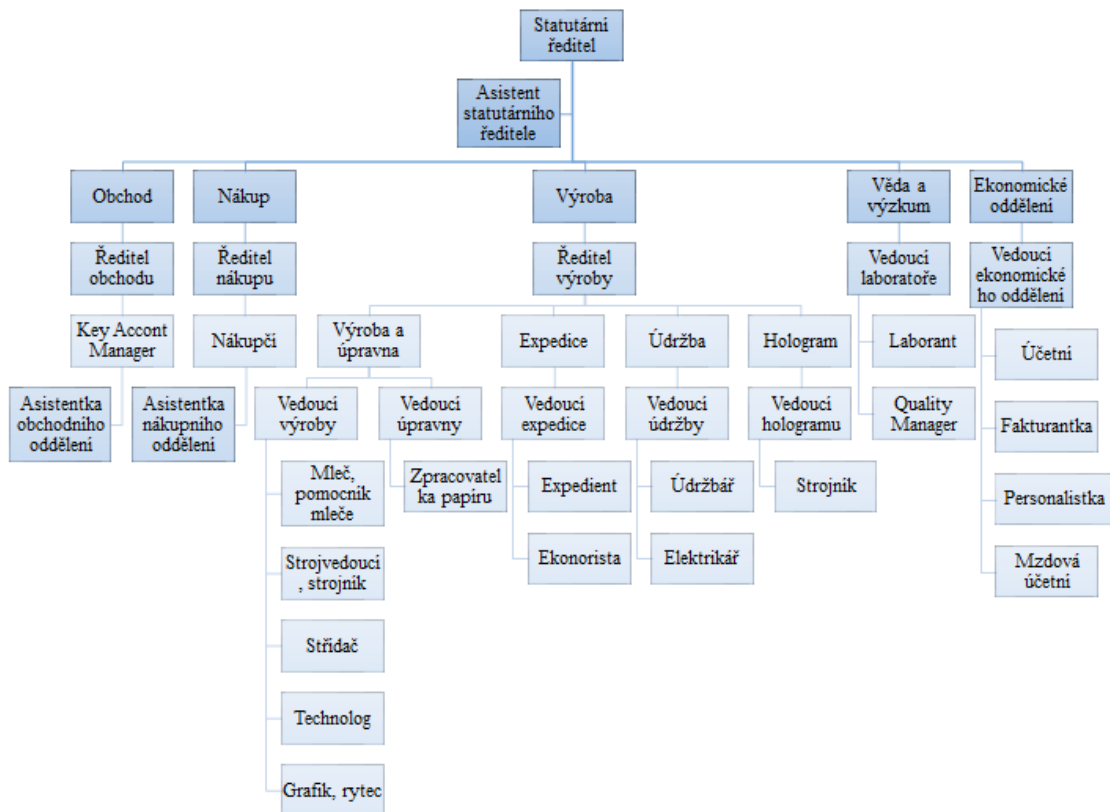 Statutární
ředitel
Asistent
statutárního
ředitele
Obchod
Nákup
Výroba
Věda a
výzkum
Ekonomické
oddělení
Ředitel
obchodu
Ředitel
nákupu
Ředitel
výroby
Vedoucí
laboratoře
Vedoucí
ekonomické
ho oddělení
Key Accont
Manager
Nákupčí
Výroba a
úpravna
Expedice
Údržba
Hologram
Laborant
Účetní
Asistentka
obchodního
oddělení
Asistentka
nákupního
oddělení
Vedoucí
výroby
Vedoucí
úpravny
Vedoucí
expedice
Vedoucí
údržby
Vedoucí
hologramu
Quality
Manager
Fakturantka
Mleč,
pomocník
mleče
Zpracovatel
ka papíru
Expedient
Údržbář
Strojník
Personalistka
Strojvedoucí
, strojník
Ekonorista
Elektrikář
Mzdová
účetní
Střídač
Technolog
Grafik, rytec